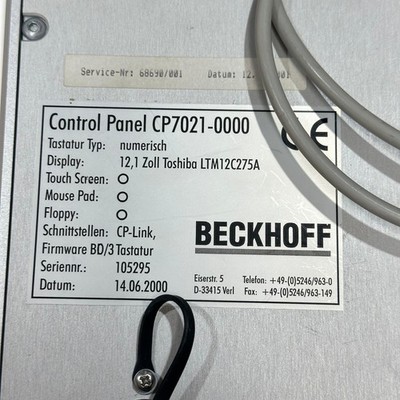 Service-Nr: 68690/001 Datum: 12.
Control Panel CP7021-0000
CE
Tastatur Typ: numerisch
Display: 12,1 Zoll Toshiba LTM12C275A
Touch Screen: O
Mouse Pad: O
Floppy: O
Schnittstellen: CP-Link,
Firmware BD/3 Tastatur
Seriennr.: 105295
Datum: 14.06.2000
BECKHOFF
Eiserstr. 5 Telefon: +49-(0)5246/963-0
D-33415 Verl Fax: +49-(0)5246/963-149